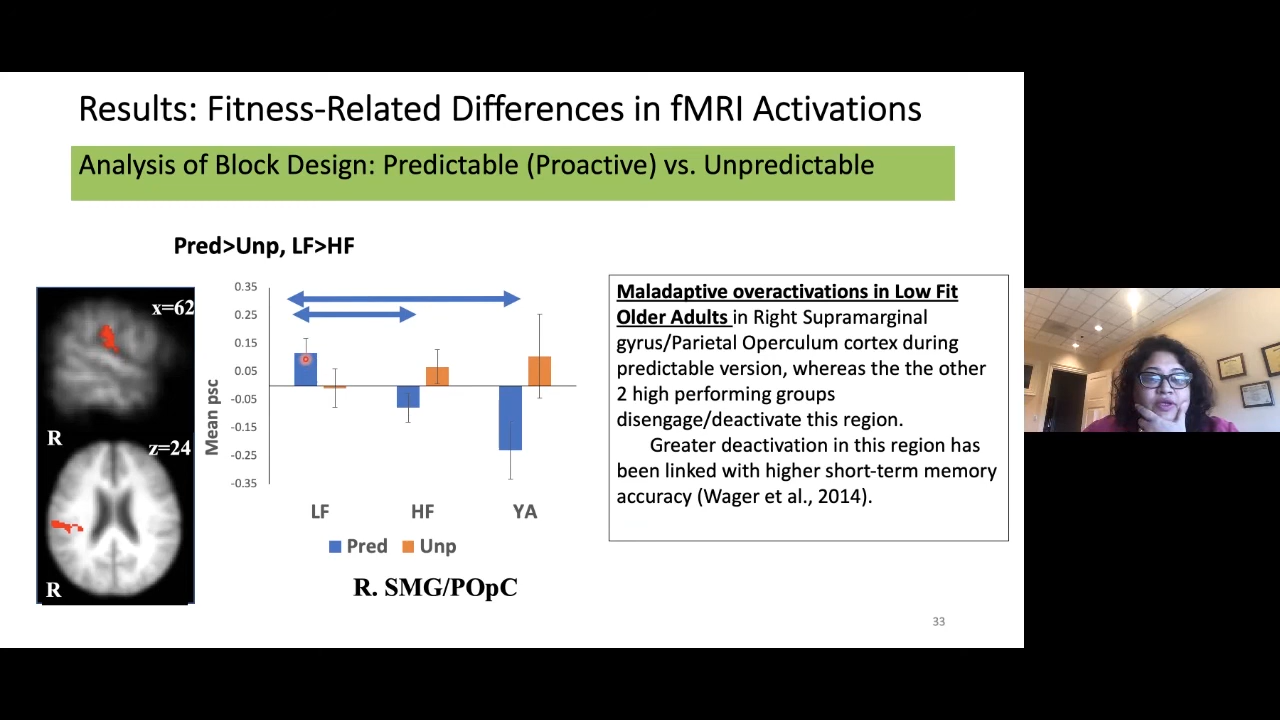 Results: Fitness-Related Differences in fMRI Activations
Analysis of Block Design: Predictable (Proactive) vs. Unpredictable
Pred>Unp, LF>HF
x=62
R
z=24
R
Mean psc
0.35
0.25
0.15
0.05
-0.05
-0.15
-0.25
-0.35
LF HF YA
Pred Unp
R. SMG/POpC
Maladaptive overactivations in Low Fit
Older Adults in Right Supramarginal
gyrus/Parietal Operculum cortex during
predictable version, whereas the the other
2 high performing groups
disengage/deactivate this region.
Greater deactivation in this region has
been linked with higher short-term memory
accuracy (Wager et al., 2014).
33